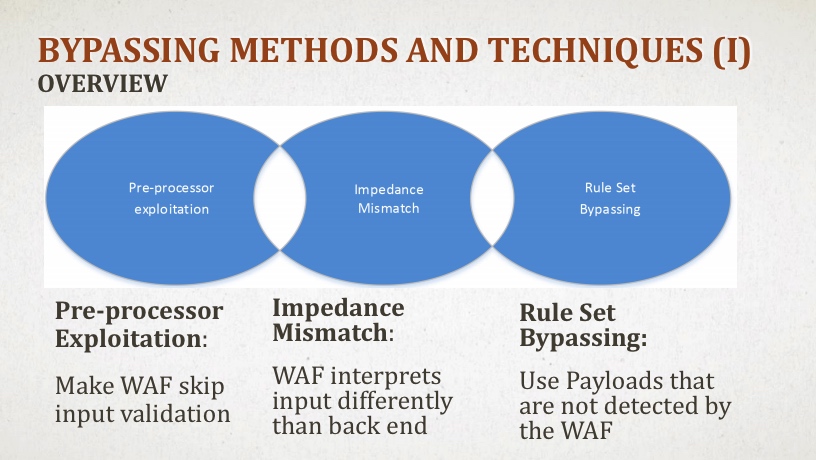 BYPASSING METHODS AND TECHNIQUES (I)
OVERVIEW
Pre-processor
exploitation
Impedance
Mismatch
Rule Set
Bypassing
Pre-processor
Exploitation:
Make WAF skip
input validation
Impedance
Mismatch:
WAF interprets
input differently
than back end
Rule Set
Bypassing:
Use Payloads that
are not detected by
the WAF